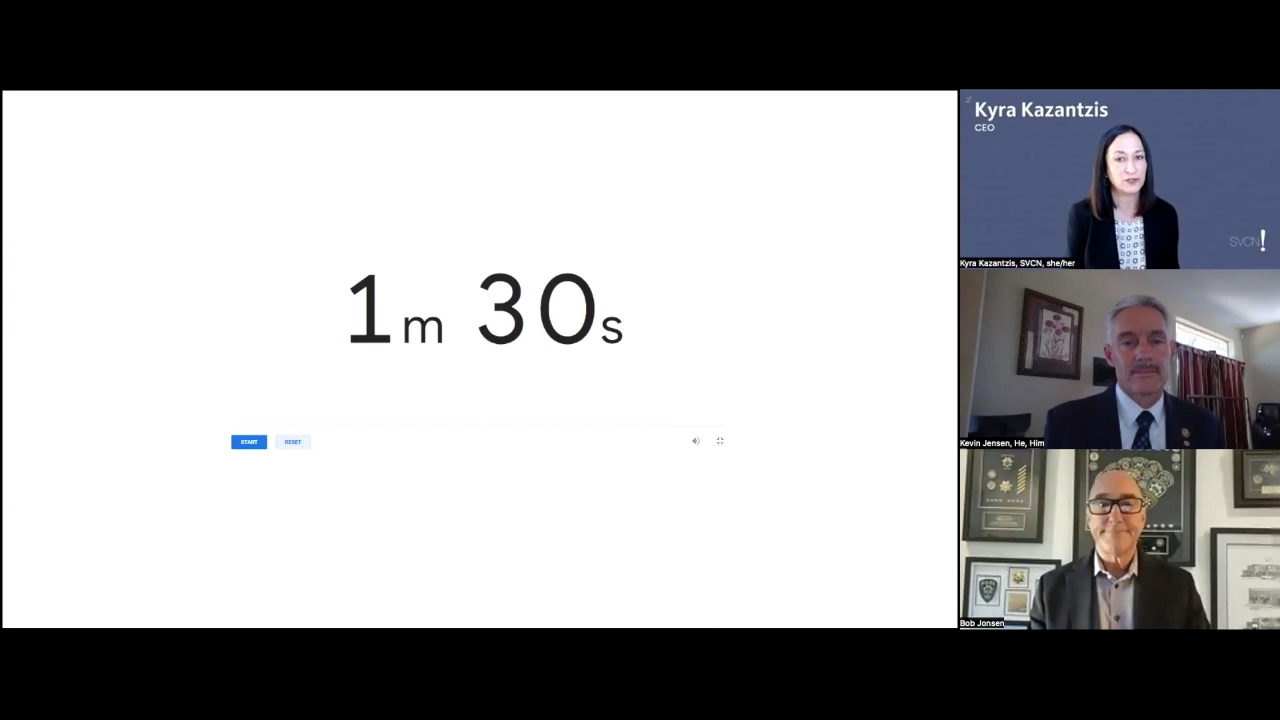 1m 30s
START
RESET
Kyra Kazantzis
CEO
SVCN!
Kyra Kazantzis, SVCN, she/her
Kevin Jensen, He, Him
Bob Jonsen